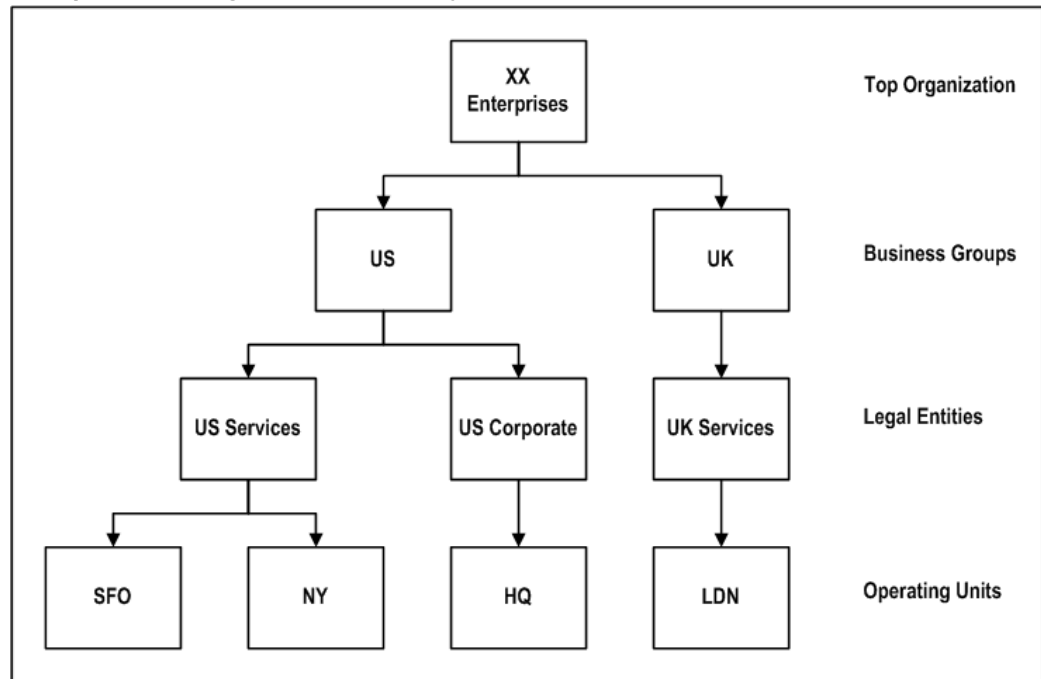 XX
Enterprises
Top Organization
US
UK
Business Groups
US Services
US Corporate
UK Services
Legal Entities
SFO
NY
HQ
LDN
Operating Units